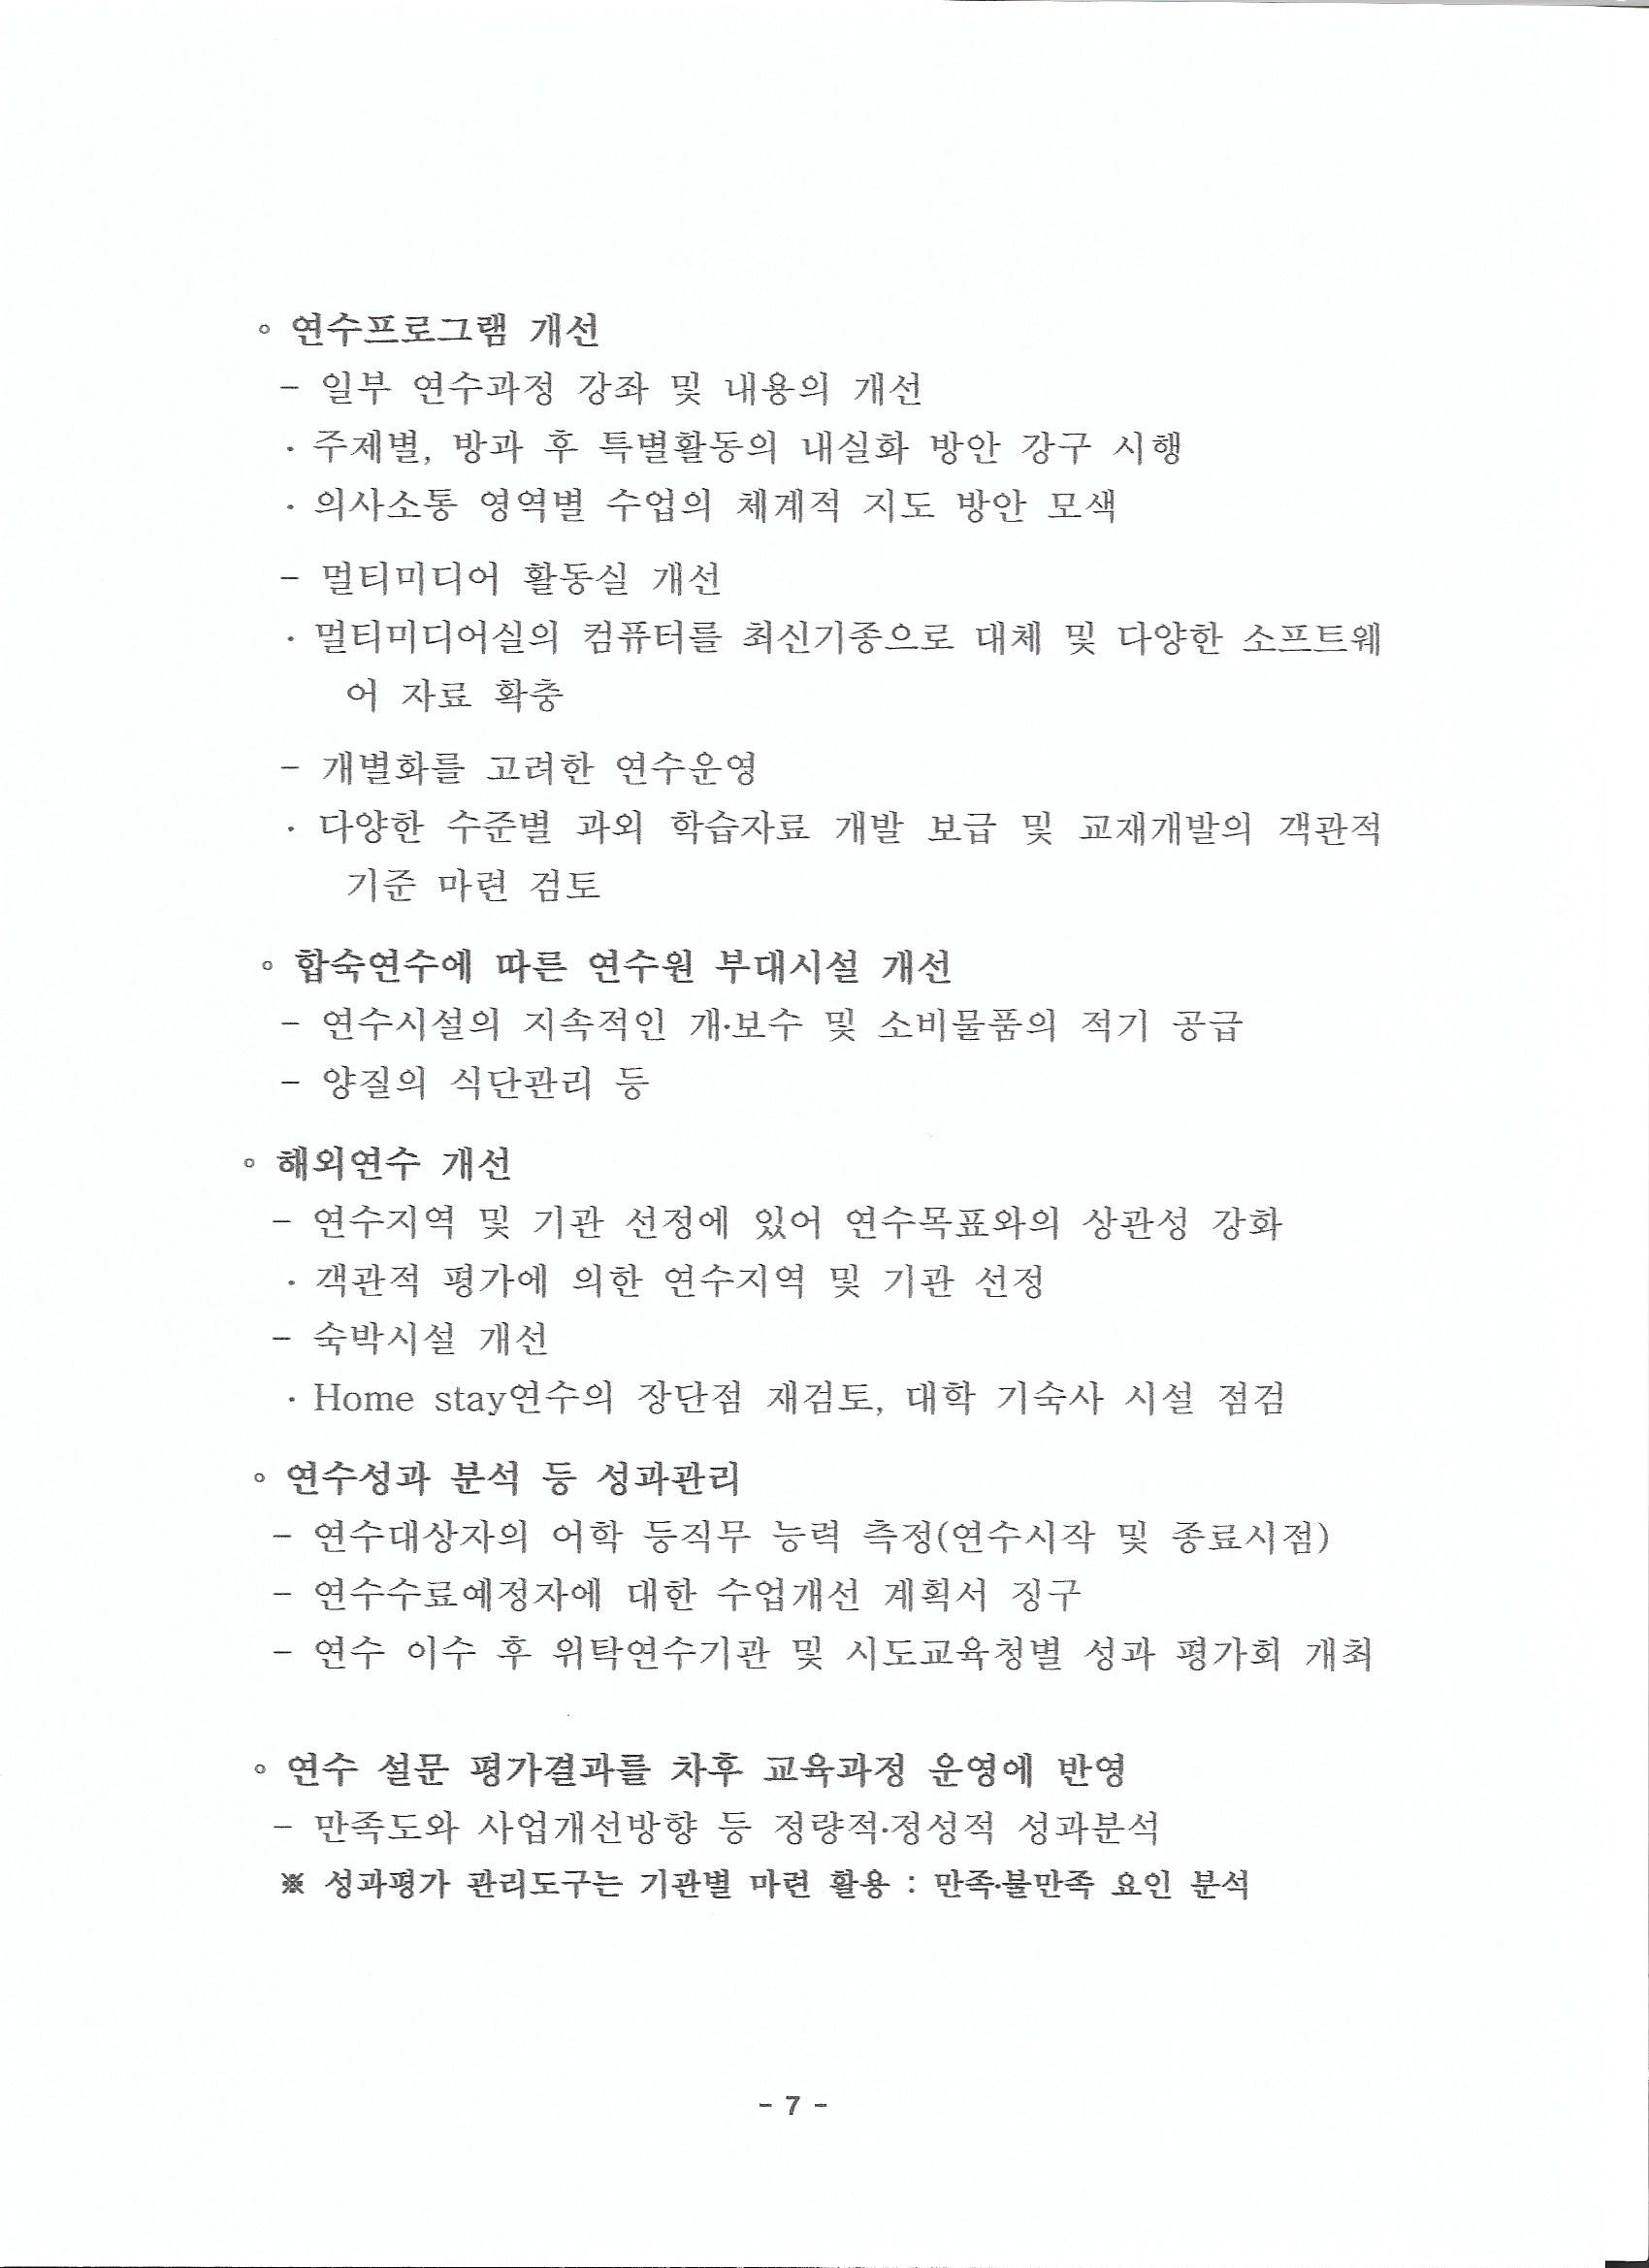 ◦ 연수프로그램 개선
- 일부 연수과정 강좌 및 내용의 개선
· 주제별, 방과 후 특별활동의 내실화 방안 강구 시행
· 의사소통 영역별 수업의 체계적 지도 방안 모색
- 멀티미디어 활동실 개선
· 멀티미디어실의 컴퓨터를 최신기종으로 대체 및 다양한 소프트웨
어 자료 확충
- 개별화를 고려한 연수운영
· 다양한 수준별 과외 학습자료 개발 보급 및 교재개발의 객관적
기준 마련 검토
◦ 합숙연수에 따른 연수원 부대시설 개선
- 연수시설의 지속적인 개·보수 및 소비물품의 적기 공급
- 양질의 식단관리 등
◦ 해외연수 개선
- 연수지역 및 기관 선정에 있어 연수목표와의 상관성 강화
· 객관적 평가에 의한 연수지역 및 기관 선정
- 숙박시설 개선
· Home stay연수의 장단점 재검토, 대학 기숙사 시설 점검
◦ 연수성과 분석 등 성과관리
- 연수대상자의 어학 등직무 능력 측정(연수시작 및 종료시점)
- 연수수료예정자에 대한 수업개선 계획서 징구
- 연수 이수 후 위탁연수기관 및 시도교육청별 성과 평가회 개최
◦ 연수 설문 평가결과를 차후 교육과정 운영에 반영
- 만족도와 사업개선방향 등 정량적·정성적 성과분석
※ 성과평가 관리도구는 기관별 마련 활용 : 만족·불만족 요인 분석
- 7 -